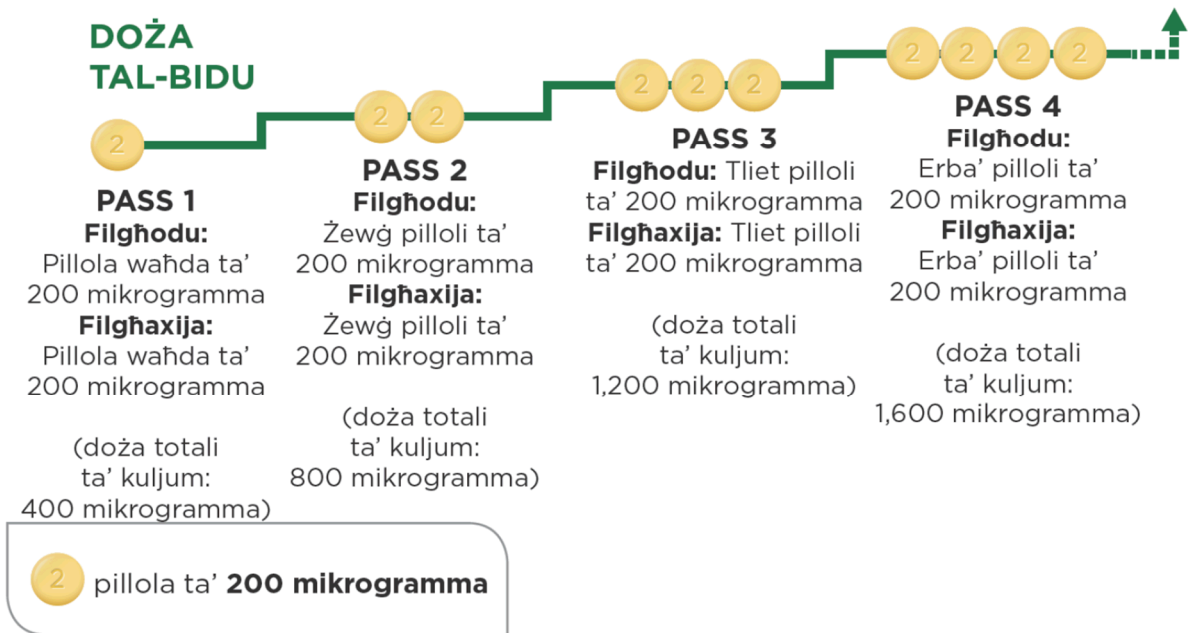 DOŻA
TAL-BIDU
2
PASS 1
Filgħodu:
Pillola waħda ta’
200 mikrogramma
Filgħaxija:
Pillola waħda ta’
200 mikrogramma
(doża totali
ta’ kuljum:
400 mikrogramma)
2 2
PASS 2
Filgħodu:
Żewġ pilloli ta’
200 mikrogramma
Filgħaxija:
Żewġ pilloli ta’
200 mikrogramma
(doża totali
ta’ kuljum:
800 mikrogramma)
2 2 2
PASS 3
Filgħodu: Tliet pilloli
ta’ 200 mikrogramma
Filgħaxija: Tliet pilloli
ta’ 200 mikrogramma
(doża totali
ta’ kuljum:
1,200 mikrogramma)
2 2 2 2
PASS 4
Filgħodu:
Erba’ pilloli ta’
200 mikrogramma
Filgħaxija:
Erba’ pilloli ta’
200 mikrogramma
(doża totali
ta’ kuljum:
1,600 mikrogramma)
2 pillola ta’ 200 mikrogramma